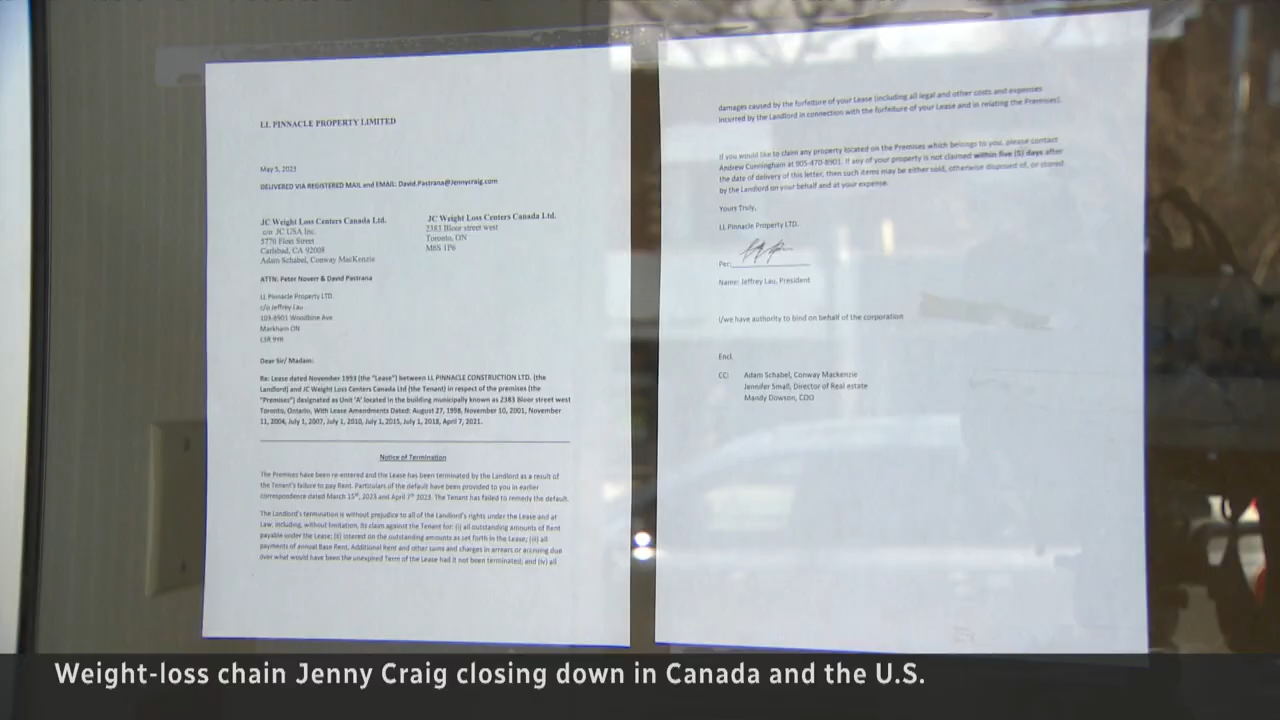 LL PINNACLE PROPERTY LIMITED
May 5, 2023
DELIVERED VIA REGISTERED MAIL and EMAIL: David.Pastrana@Jennycraig.com
JC Weight Loss Centers Canada Ltd.
c/o JC USA Inc.
5770 Fleet Street
Carlsbad, CA 92008
Adam Schabel, Conway MacKenzie
JC Weight Loss Centers Canada Ltd.
2383 Bloor street west
Toronto, ON
M6S 1P6
ATTN: Peter Noverr & David Pastrana
LL Pinnacle Property LTD.
c/o Jeffrey Lau
103-8901 Woodbine Ave
Markham ON
L3R 9Y6
Dear Sir/ Madam:
Re: Lease dated November 1993 (the "Lease") between LL PINNACLE CONSTRUCTION LTD. (the
Landlord) and JC Weight Loss Centers Canada Ltd (the Tenant) in respect of the premises (the
"Premises") designated as Unit 'A' located in the building municipally known as 2383 Bloor street west
Toronto, Ontario, With Lease Amendments Dated: August 27, 1998, November 10, 2001, November
11, 2004, July 1, 2007, July 1, 2010, July 1, 2015, July 1, 2018, April 7, 2021.
Notice of Termination
The Premises have been re-entered and the Lease has been terminated by the Landlord as a result of
the Tenant's failure to pay Rent. Particulars of the default have been provided to you in earlier
correspondence dated March 15th, 2023 and April 7th 2023. The Tenant has failed to remedy the default.
The Landlord's termination is without prejudice to all of the Landlord's rights under the Lease and at
Law, including, without limitation, its claim against the Tenant for: (i) all outstanding amounts of Rent
payable under the Lease; (ii) interest on the outstanding amounts as set forth in the Lease; (iii) all
payments of annual Base Rent, Additional Rent and other sums and charges in arrears or accruing due
over what would have been the unexpired Term of the Lease had it not been terminated; and (iv) all
damages caused by the forfeiture of your Lease (including all legal and other costs and expenses
incurred by the Landlord in connection with the forfeiture of your Lease and in relating the Premises).
If you would like to claim any property located on the Premises which belongs to you, please contact
Andrew Cunningham at 905-470-8901. If any of your property is not claimed within five (5) days after
the date of delivery of this letter, then such items may be either sold, otherwise disposed of, or stored
by the Landlord on your behalf and at your expense.
Yours Truly,
LL Pinnacle Property LTD.
Per:
Name: Jeffrey Lau, President
I/we have authority to bind on behalf of the corporation
Encl.
CC: Adam Schabel, Conway Mackenzie
Jennifer Small, Director of Real estate
Mandy Dowson, COO
Weight-loss chain Jenny Craig closing down in Canada and the U.S.